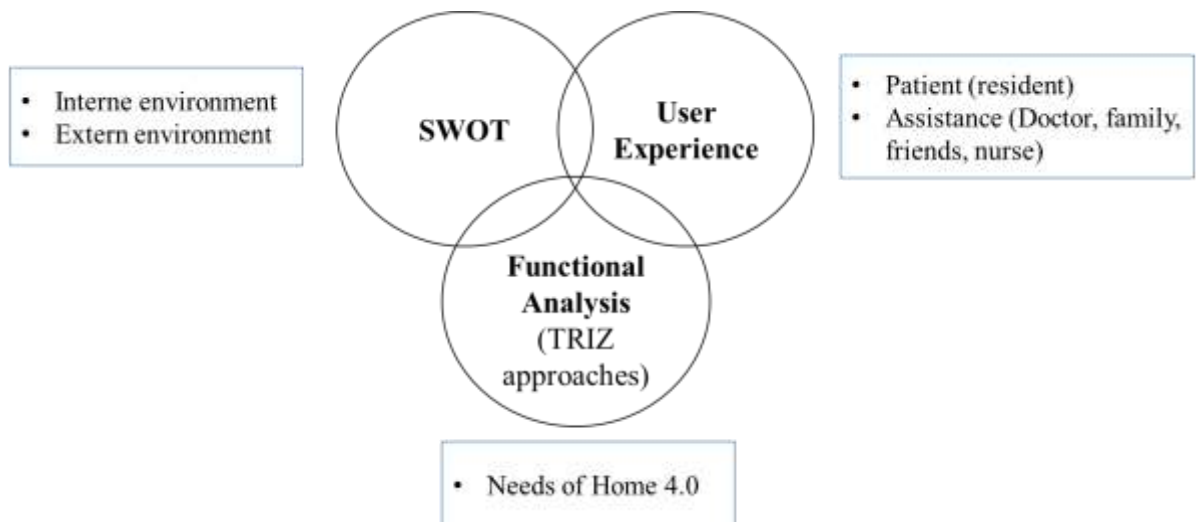 • Interne environment
• Extern environment
SWOT
User
Experience
• Patient (resident)
• Assistance (Doctor, family,
friends, nurse)
Functional
Analysis
(TRIZ
approaches)
• Needs of Home 4.0